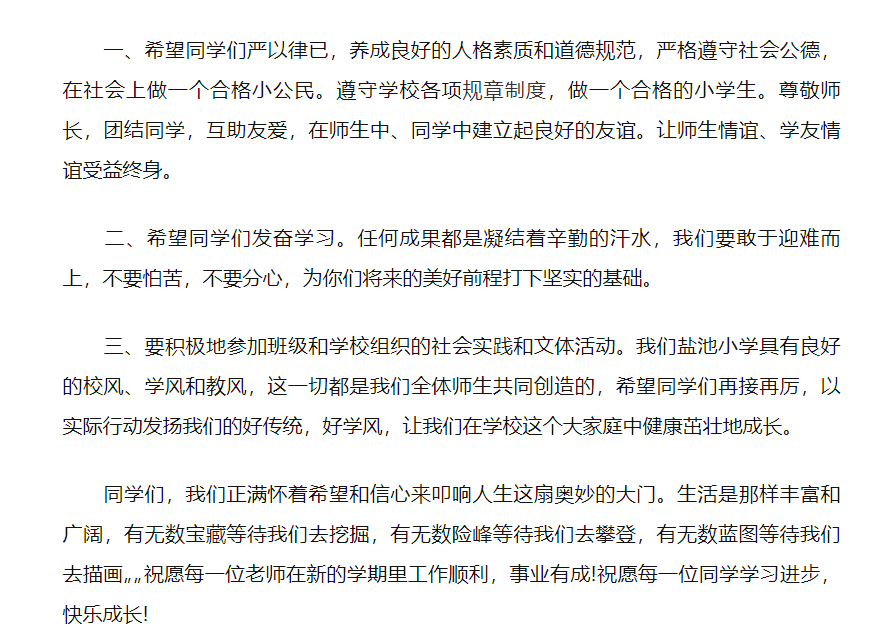 一、希望同学们严以律已，养成良好的人格素质和道德规范，严格遵守社会公德，
在社会上做一个合格小公民。遵守学校各项规章制度，做一个合格的小学生。尊敬师
长，团结同学，互助友爱，在师生中、同学中建立起良好的友谊。让师生情谊、学友情
谊受益终身。
二、希望同学们发奋学习。任何成果都是凝结着辛勤的汗水，我们要敢于迎难而
上，不要怕苦，不要分心，为你们将来的美好前程打下坚实的基础。
三、要积极地参加班级和学校组织的社会实践和文体活动。我们盐池小学具有良好
的校风、学风和教风，这一切都是我们全体师生共同创造的，希望同学们再接再厉，以
实际行动发扬我们的好传统，好学风，让我们在学校这个大家庭中健康茁壮地成长。
同学们，我们正满怀着希望和信心来叩响人生这扇奥妙的大门。生活是那样丰富和
广阔，有无数宝藏等待我们去挖掘，有无数险峰等待我们去攀登，有无数蓝图等待我们
去描画„„祝愿每一位老师在新的学期里工作顺利，事业有成!祝愿每一位同学学习进步，
快乐成长!